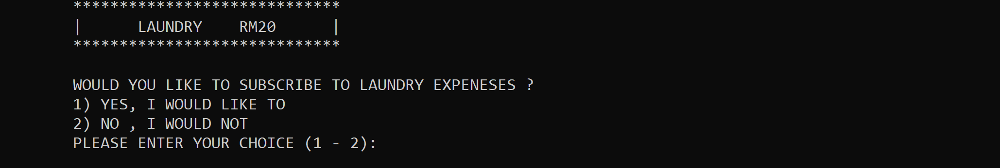 *****************************
|      LAUNDRY    RM20      |
*****************************
WOULD YOU LIKE TO SUBSCRIBE TO LAUNDRY EXPENESES ?
1) YES, I WOULD LIKE TO
2) NO , I WOULD NOT
PLEASE ENTER YOUR CHOICE (1 - 2):